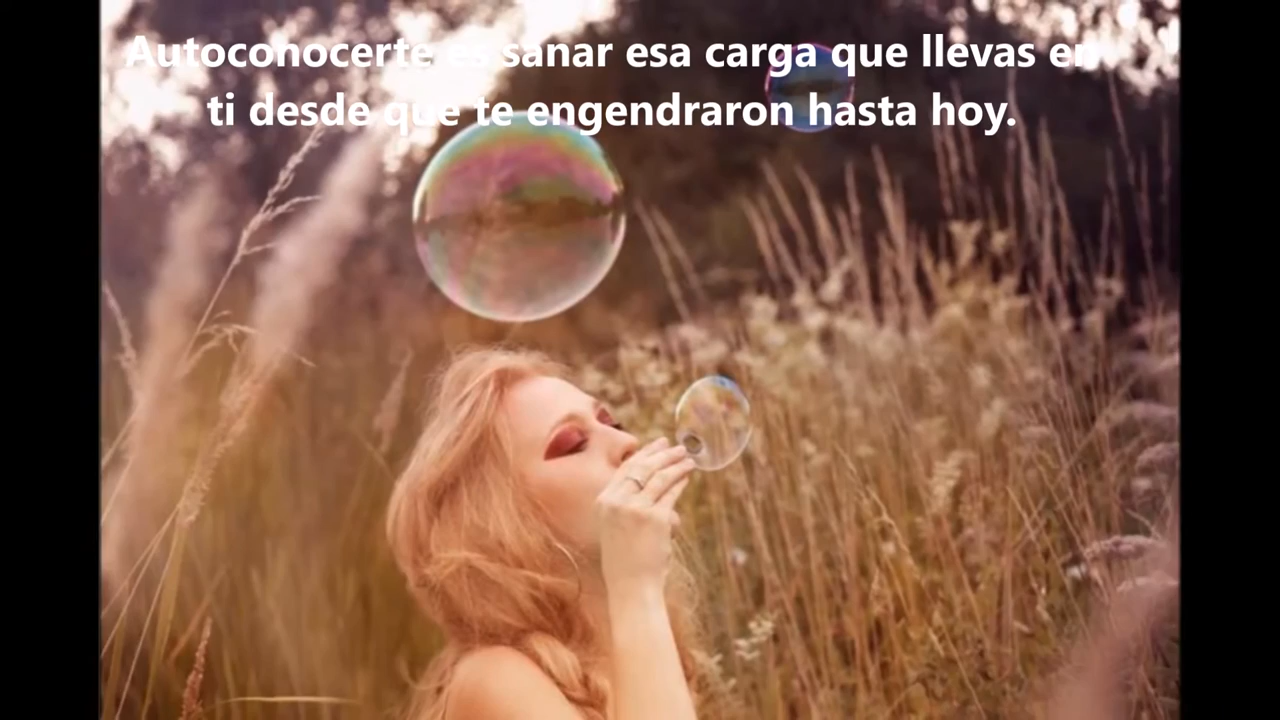 Autoconocerte es sanar esa carga que llevas en
ti desde que te engendraron hasta hoy.